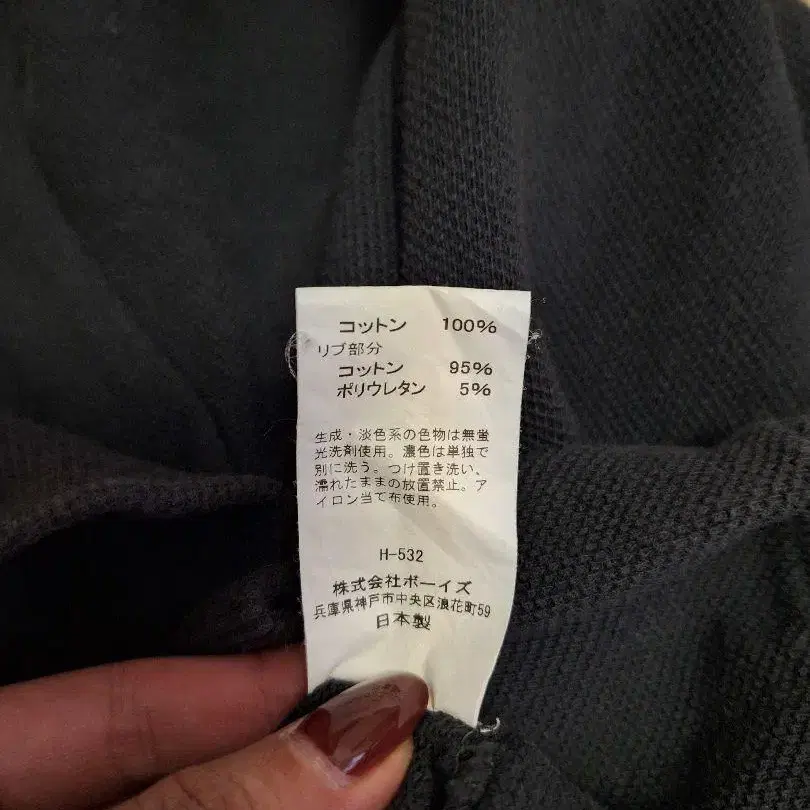 コットン 100%
リブ部分
コットン 95%
ポリウレタン 5%
生成・淡色系の色物は無蛍
光洗剤使用。濃色は単独で
別に洗う。つけ置き洗い、
濡れたままの放置禁止。ア
イロン当て布使用。
H-532
株式会社ボーイズ
兵庫県神戸市中央区浪花町59
日本製